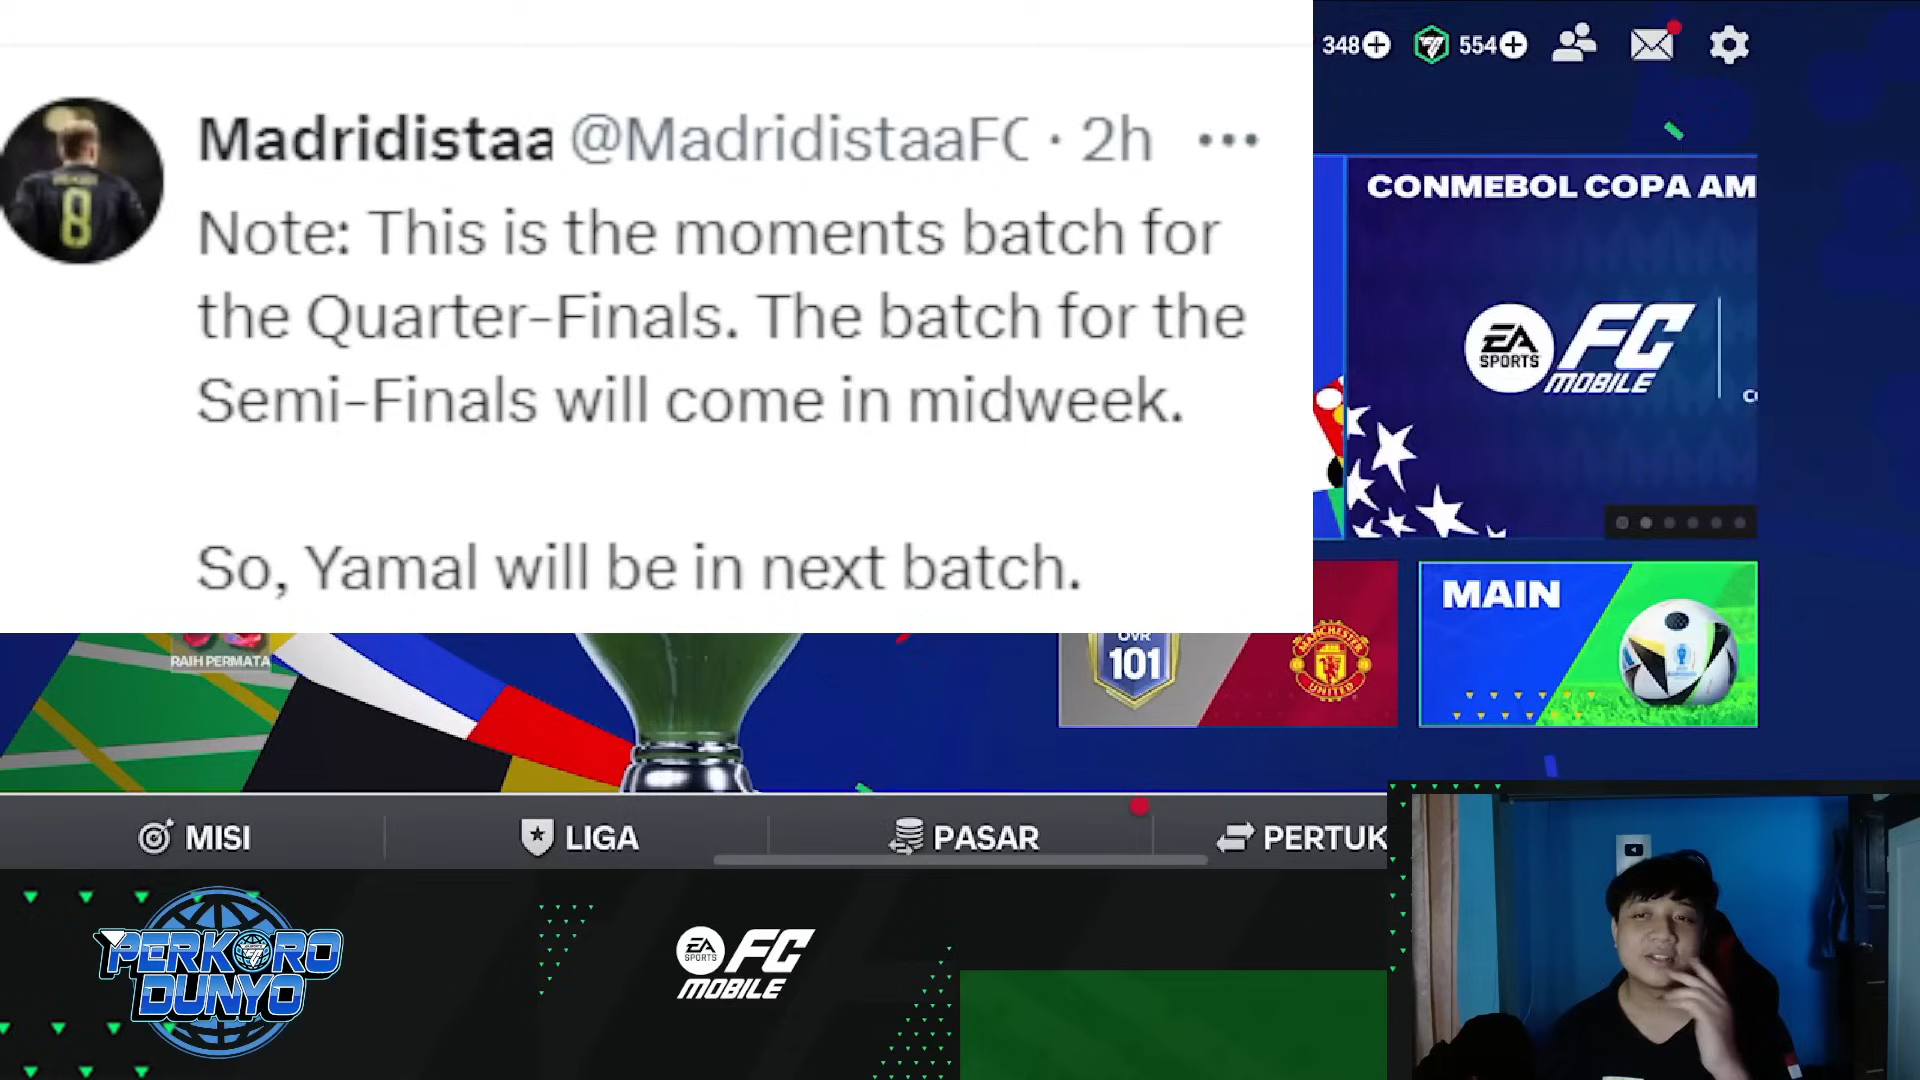 348
554
Madridistaa @MadridistaaFC · 2h
Note: This is the moments batch for
the Quarter-Finals. The batch for the
Semi-Finals will come in midweek.
So, Yamal will be in next batch.
CONMEBOL COPA AM
EA
SPORTS
FC
MOBILE
RAIH PERMATA
OVR
101
MANCHESTER
UNITED
MAIN
MISI
LIGA
PASAR
PERTUK
PERKORO
DUNYO
EA
SPORTS
FC
MOBILE